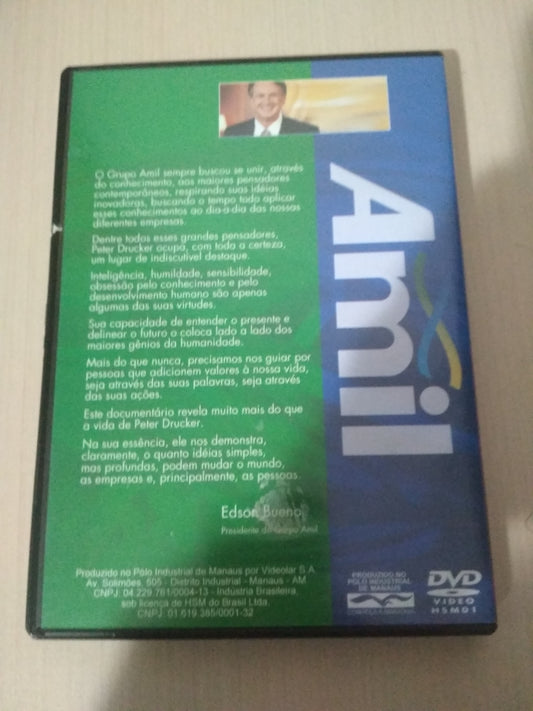 O Grupo Amil sempre buscou se unir, através
do conhecimento, aos maiores pensadores
contemporâneos, respirando suas idéias
inovadoras, buscando o tempo todo aplicar
esses conhecimentos ao dia-a-dia das nossas
diferentes empresas.
Dentre todos esses grandes pensadores,
Peter Drucker ocupa, com toda a certeza,
um lugar de indiscutível destaque.
Inteligência, humildade, sensibilidade,
obsessão pelo conhecimento e pelo
desenvolvimento humano são apenas
algumas das suas virtudes.
Sua capacidade de entender o presente e
delinear o futuro o coloca lado a lado dos
maiores gênios da humanidade.
Mais do que nunca, precisamos nos guiar por
pessoas que adicionem valores à nossa vida,
seja através das suas palavras, seja através
das suas ações.
Este documentário revela muito mais do que
a vida de Peter Drucker.
Na sua essência, ele nos demonstra,
claramente, o quanto idéias simples,
mas profundas, podem mudar o mundo,
as empresas e, principalmente, as pessoas.
Edson Bueno
Presidente do Grupo Amil
Amil
Produzido no Pólo Industrial de Manaus por Videolar S.A.
Av. Solimões, 505 - Distrito Industrial - Manaus - AM
CNPJ: 04.229.761/0004-13 - Indústria Brasileira,
sob licença de HSM do Brasil Ltda.
CNPJ: 01.619.385/0001-32
PRODUZIDO NO
PÓLO INDUSTRIAL
DE MANAUS
DVD
VIDEO
HSMD1